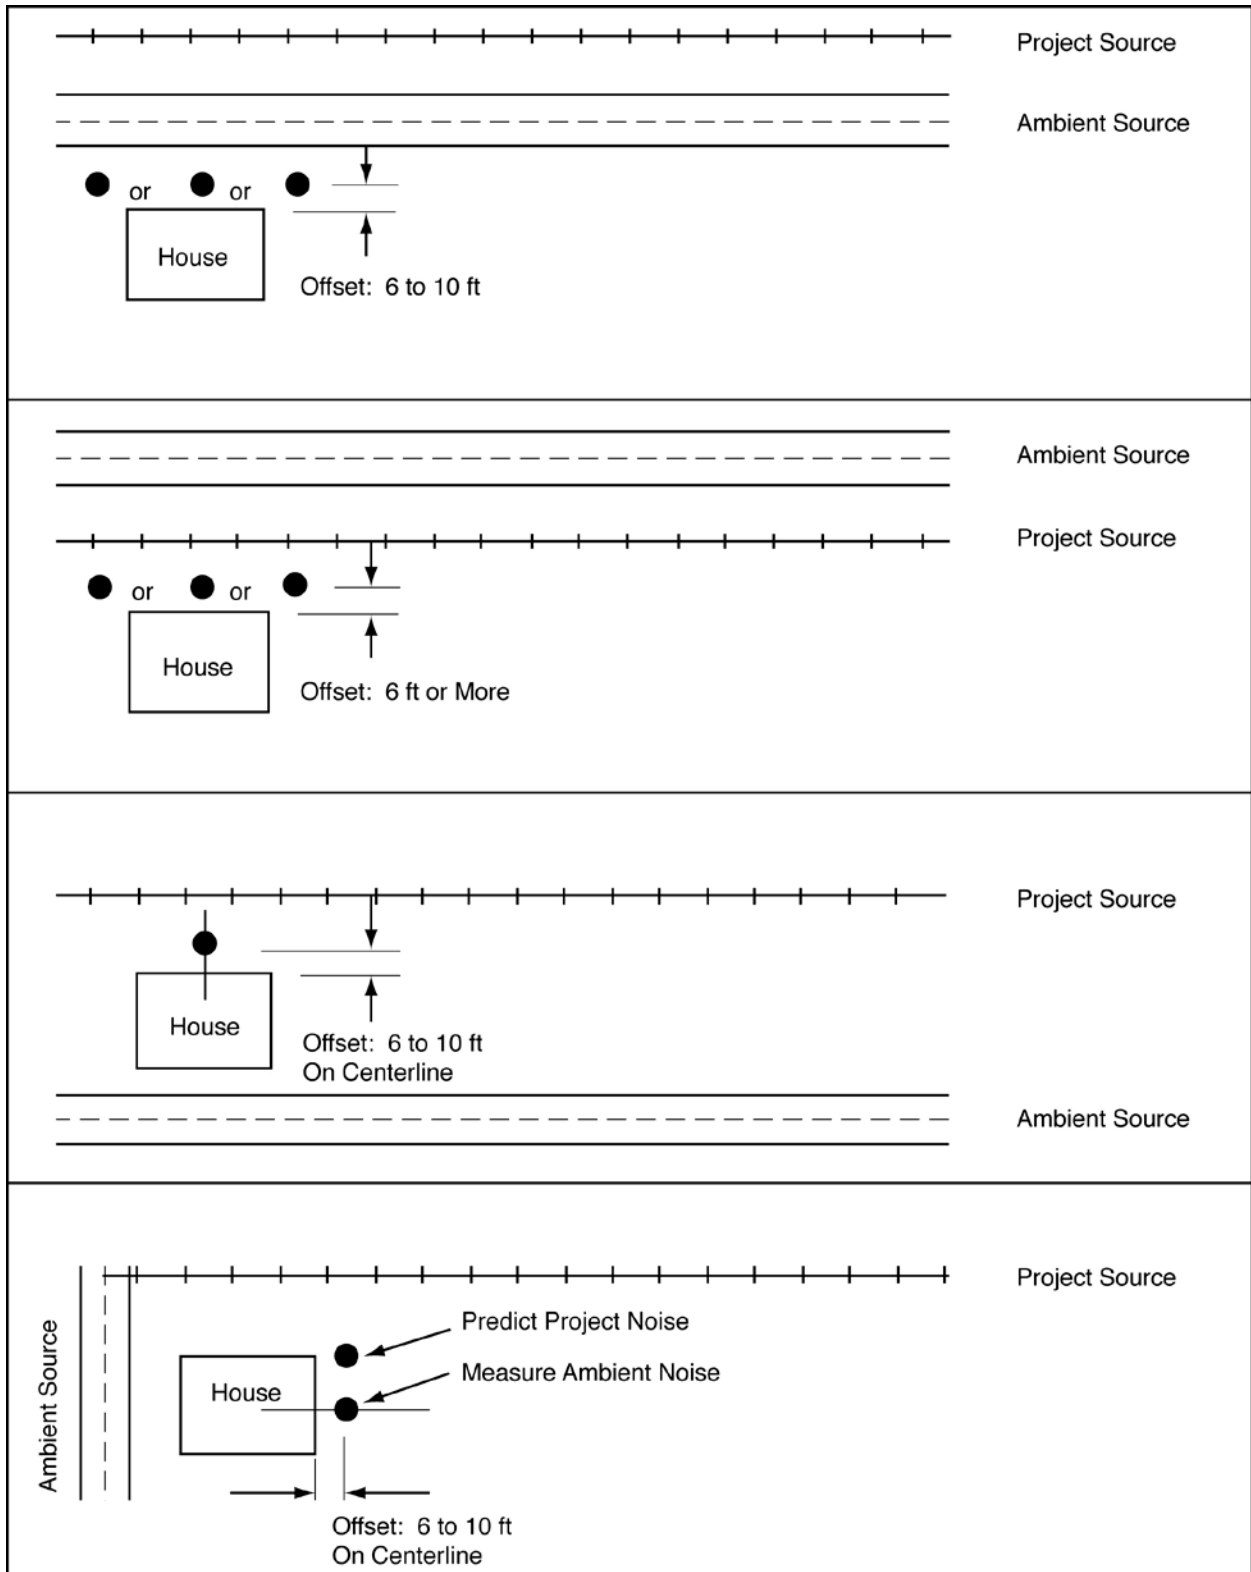 Project Source
Ambient Source
or or
House
Offset: 6 to 10 ft
Ambient Source
Project Source
or or
House
Offset: 6 ft or More
Project Source
House
Offset: 6 to 10 ft
On Centerline
Ambient Source
Project Source
Predict Project Noise
Measure Ambient Noise
House
Ambient Source
Offset: 6 to 10 ft
On Centerline